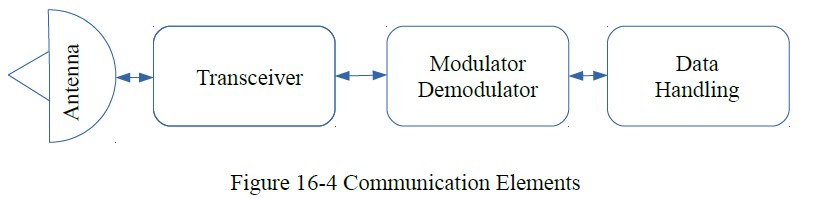 Antenna
Transceiver
Modulator
Demodulator
Data
Handling
Figure 16-4 Communication Elements